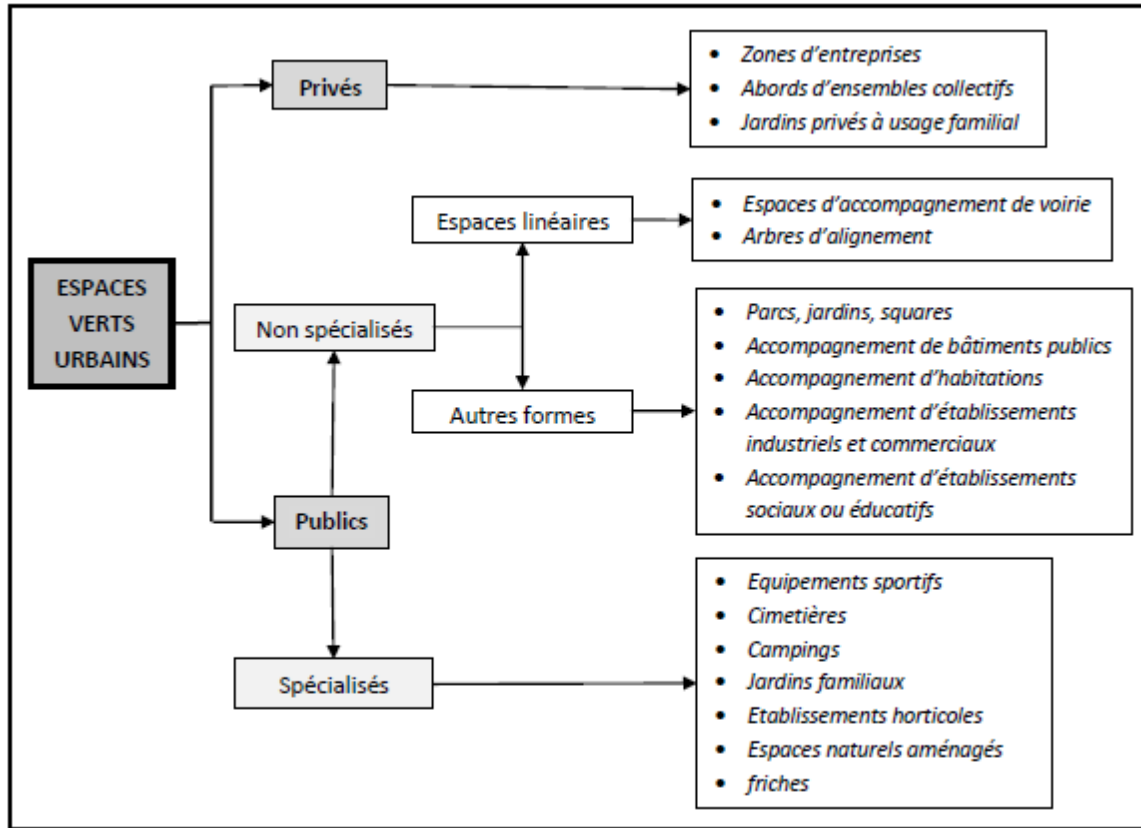 Privés
• Zones d'entreprises
• Abords d'ensembles collectifs
• Jardins privés à usage familial
Espaces linéaires
• Espaces d'accompagnement de voirie
• Arbres d'alignement
ESPACES
VERTS
URBAINS
Non spécialisés
Autres formes
• Parcs, jardins, squares
• Accompagnement de bâtiments publics
• Accompagnement d'habitations
• Accompagnement d'établissements
industriels et commerciaux
• Accompagnement d'établissements
sociaux ou éducatifs
Publics
Spécialisés
• Equipements sportifs
• Cimetières
• Campings
• Jardins familiaux
• Etablissements horticoles
• Espaces naturels aménagés
• friches